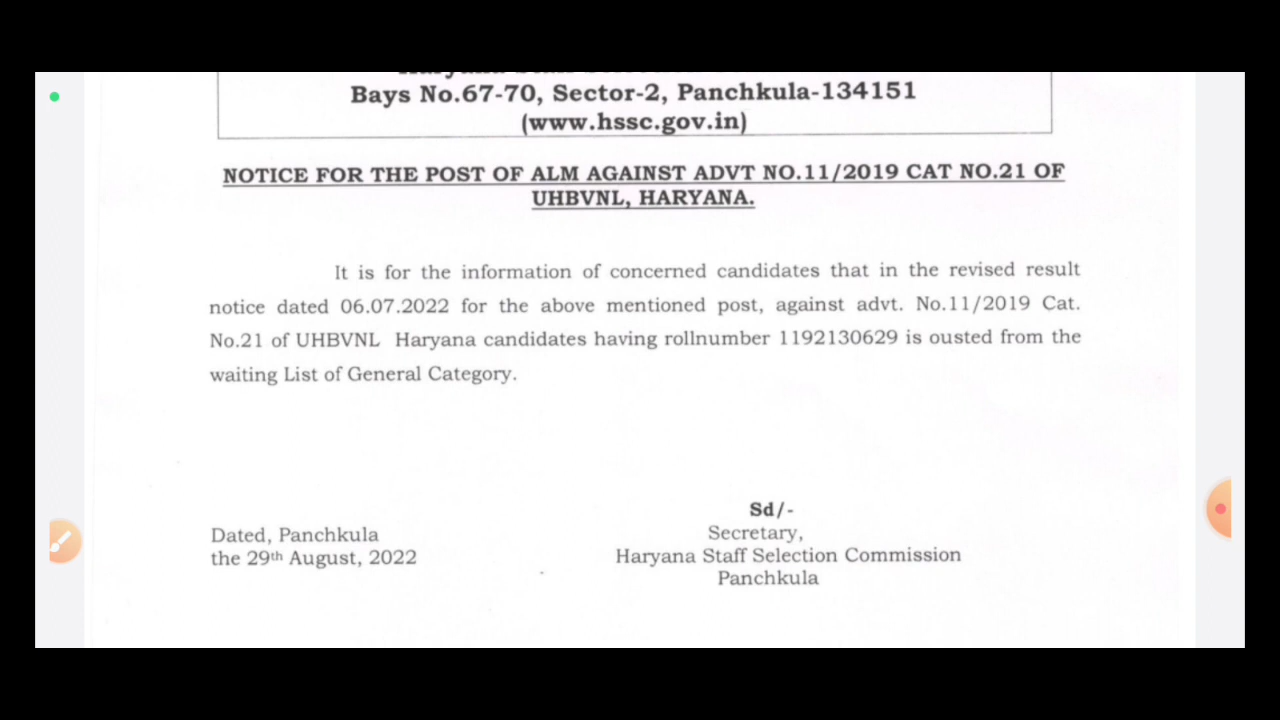 Bays No.67-70, Sector-2, Panchkula-134151
(www.hssc.gov.in)
NOTICE FOR THE POST OF ALM AGAINST ADVT NO.11/2019 CAT NO.21 OF
UHBVNL, HARYANA.
It is for the information of concerned candidates that in the revised result
notice dated 06.07.2022 for the above mentioned post, against advt. No.11/2019 Cat.
No.21 of UHBVNL Haryana candidates having rollnumber 1192130629 is ousted from the
waiting List of General Category.
Sd/-
Secretary,
Haryana Staff Selection Commission
Panchkula
Dated, Panchkula
the 29th August, 2022